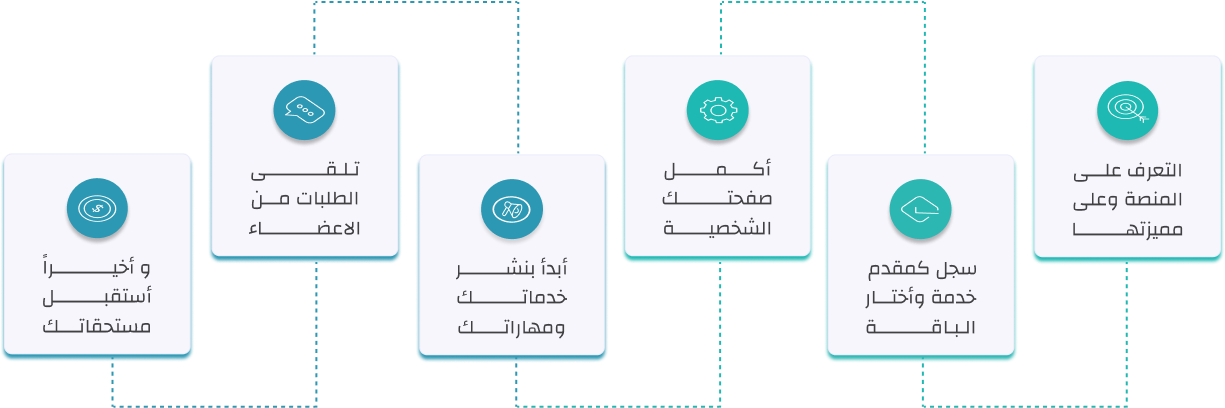 التعرف على
المنصة وعلى
مميزتها
سجل كمقدم
خدمة وأختار
الباقة
أكمل
صفحتك
الشخصية
أبدأ بنشر
خدماتك
ومهاراتك
تلقى
الطلبات من
الاعضاء
و أخيراً
أستقبل
مستحقاتك